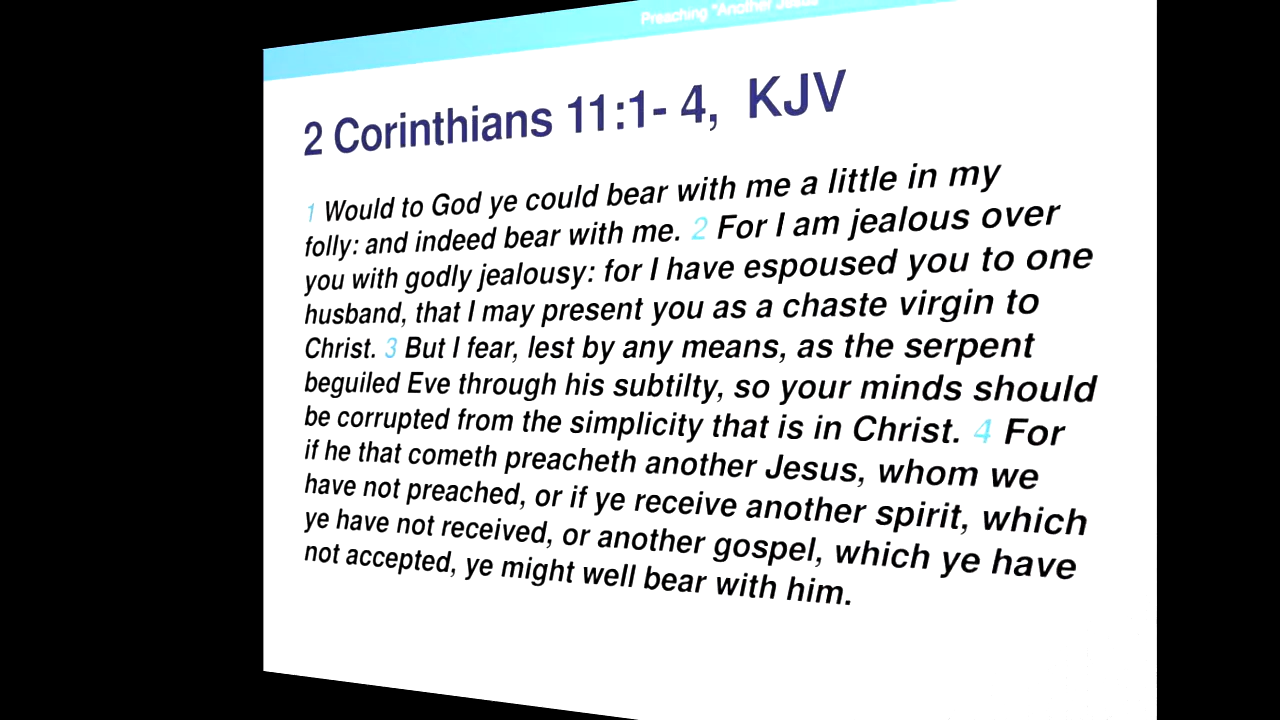 Preaching "Another Jesus"
2 Corinthians 11:1- 4, KJV
1 Would to God ye could bear with me a little in my
folly: and indeed bear with me. 2 For I am jealous over
you with godly jealousy: for I have espoused you to one
husband, that I may present you as a chaste virgin to
Christ. 3 But I fear, lest by any means, as the serpent
beguiled Eve through his subtilty, so your minds should
be corrupted from the simplicity that is in Christ. 4 For
if he that cometh preacheth another Jesus, whom we
have not preached, or if ye receive another spirit, which
ye have not received, or another gospel, which ye have
not accepted, ye might well bear with him.